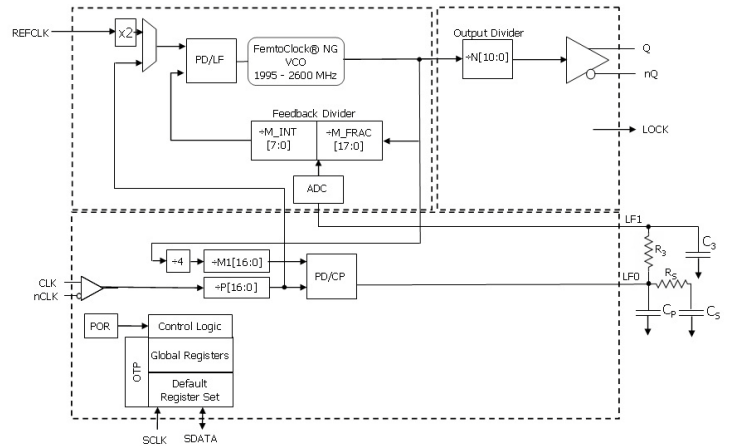 REFCLK
x2
PD/LF
FemtoClock® NG
VCO
1995 - 2600 MHz
Output Divider
÷N[10:0]
Q
nQ
LOCK
Feedback Divider
÷M_INT
[7:0]
÷M_FRAC
[17:0]
ADC
LF1
R3
C3
÷4
÷M1[16:0]
PD/CP
CLK
nCLK
÷P[16:0]
LF0
RS
CP
CS
POR
Control Logic
OTP
Global Registers
Default
Register Set
SCLK
SDATA